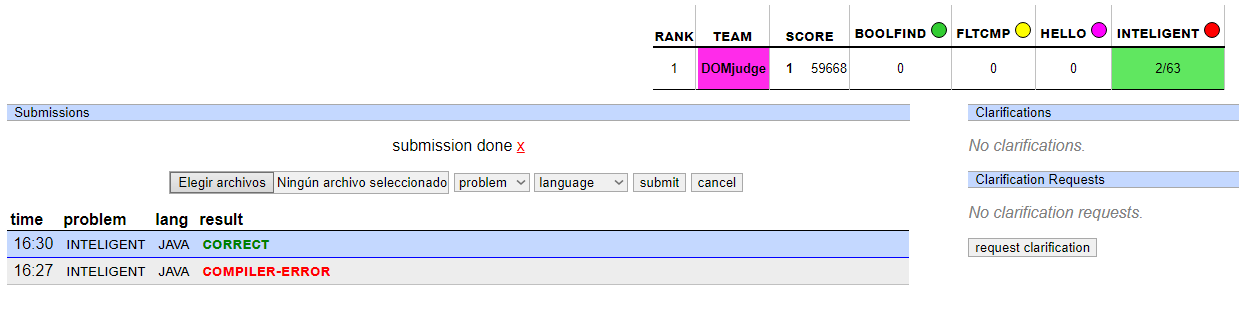 RANK TEAM SCORE BOOLFIND FLTCMP HELLO INTELIGENT
1 DOMjudge 1 59668 0 0 0 2/63
Submissions
submission done x
Elegir archivos Ningún archivo seleccionado problem language submit cancel
time problem lang result
16:30 INTELIGENT JAVA CORRECT
16:27 INTELIGENT JAVA COMPILER-ERROR
Clarifications
No clarifications.
Clarification Requests
No clarification requests.
request clarification